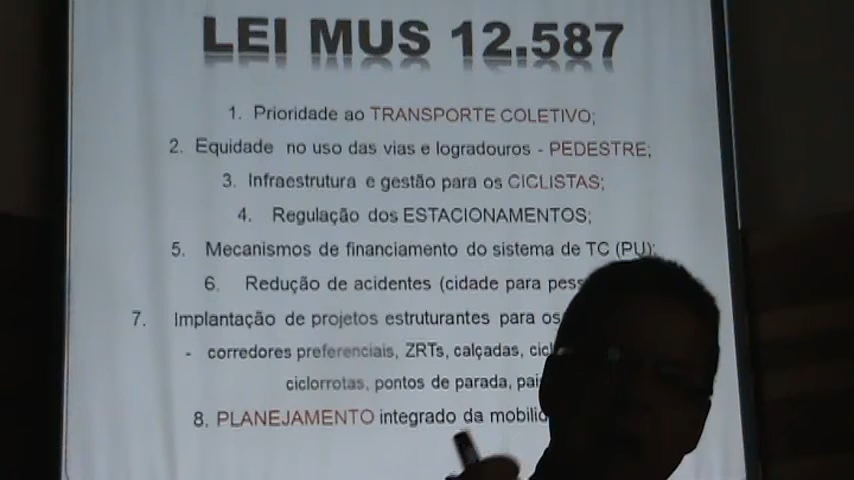 LEI MUS 12.587
1. Prioridade ao TRANSPORTE COLETIVO;
2. Equidade no uso das vias e logradouros - PEDESTRE;
3. Infraestrutura e gestão para os CICLISTAS;
4. Regulação dos ESTACIONAMENTOS;
5. Mecanismos de financiamento do sistema de TC (PU);
6. Redução de acidentes (cidade para
7. Implantação de projetos estruturantes para os
- corredores preferenciais, ZRTs, calçadas,
ciclorrotas, pontos de parada,
8. PLANEJAMENTO integrado da